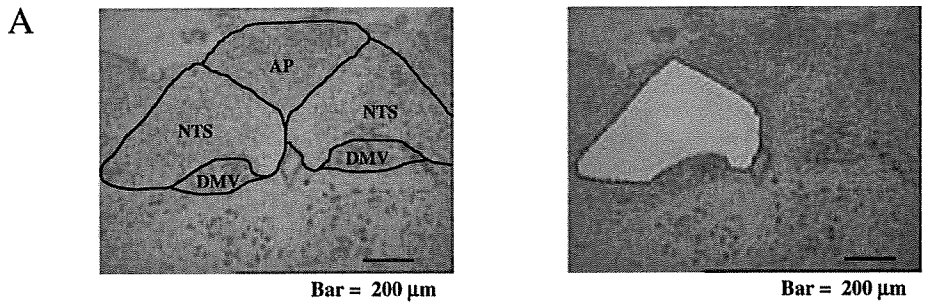 A
AP
NTS
NTS
DMV
DMV
Bar = 200 μm
Bar = 200 μm